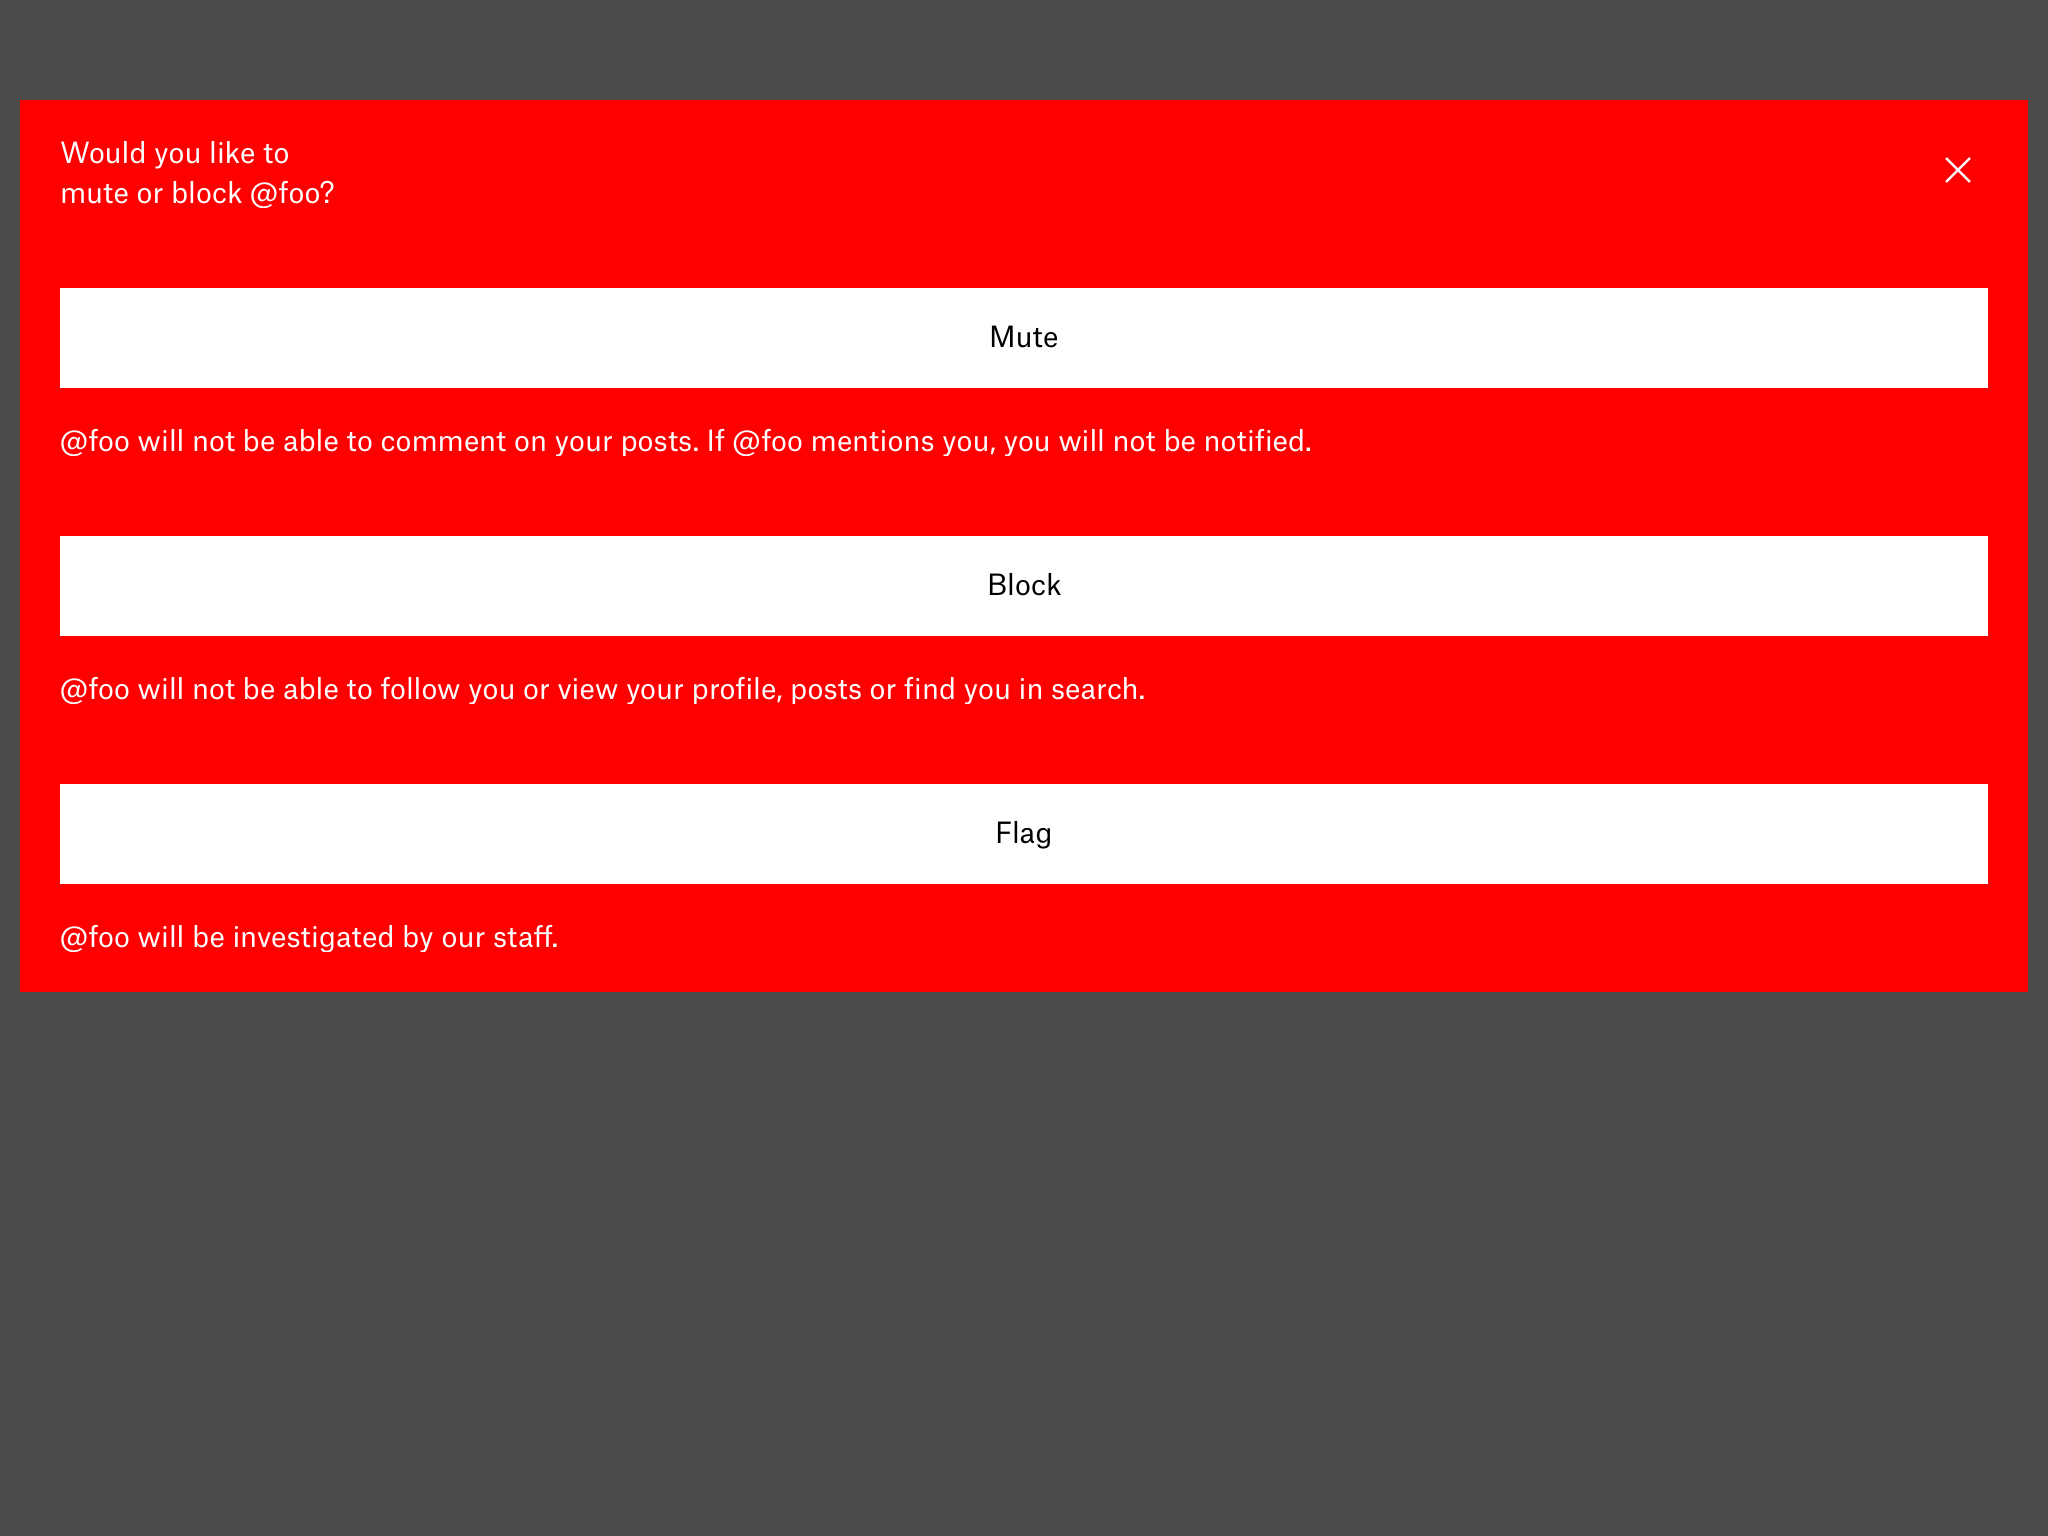 Would you like to
mute or block @foo?
Mute
@foo will not be able to comment on your posts. If @foo mentions you, you will not be notified.
Block
@foo will not be able to follow you or view your profile, posts or find you in search.
Flag
@foo will be investigated by our staff.